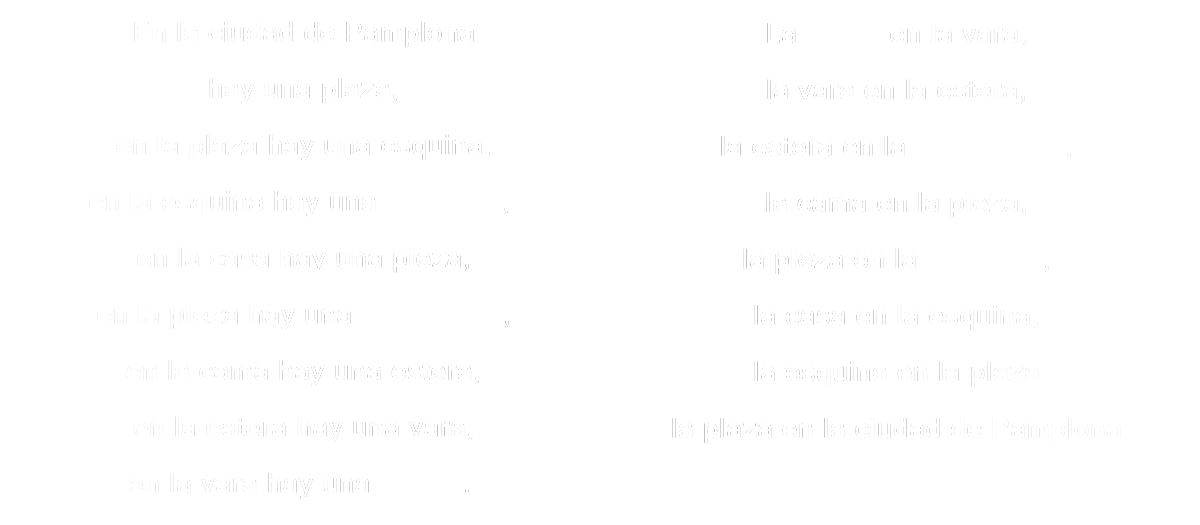 En la ciudad de Pamplona
hay una plaza,
en la plaza hay una esquina,
en la esquina hay una ,
en la casa hay una pieza,
en la pieza hay una ,
en la cama hay una estera,
en la estera hay una vara,
en la vara hay una .
La en la vara,
la vara en la estera,
la estera en la ,
la cama en la pieza,
la pieza en la ,
la casa en la esquina,
la esquina en la plaza
la plaza en la ciudad de Pamplona